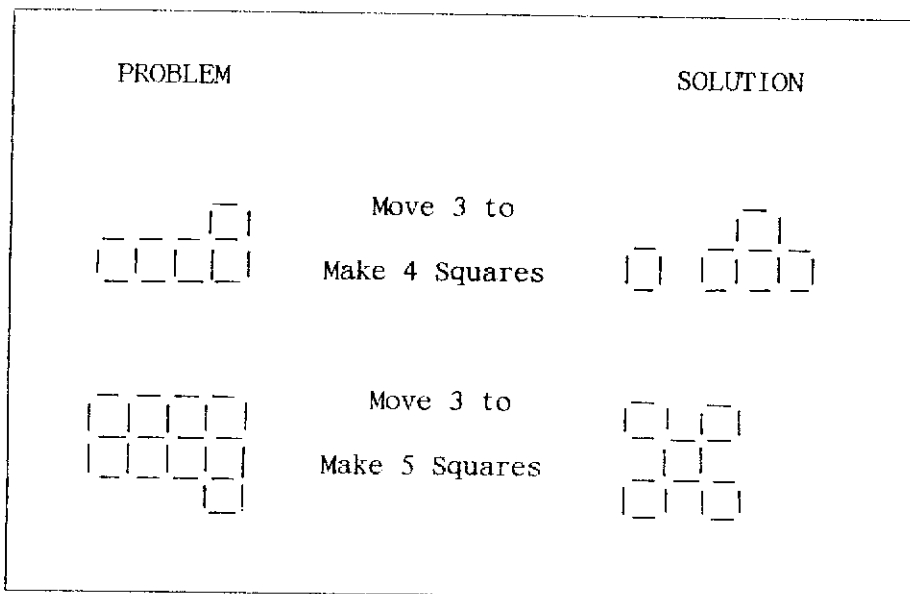 PROBLEM SOLUTION
Move 3 to
Make 4 Squares
Move 3 to
Make 5 Squares